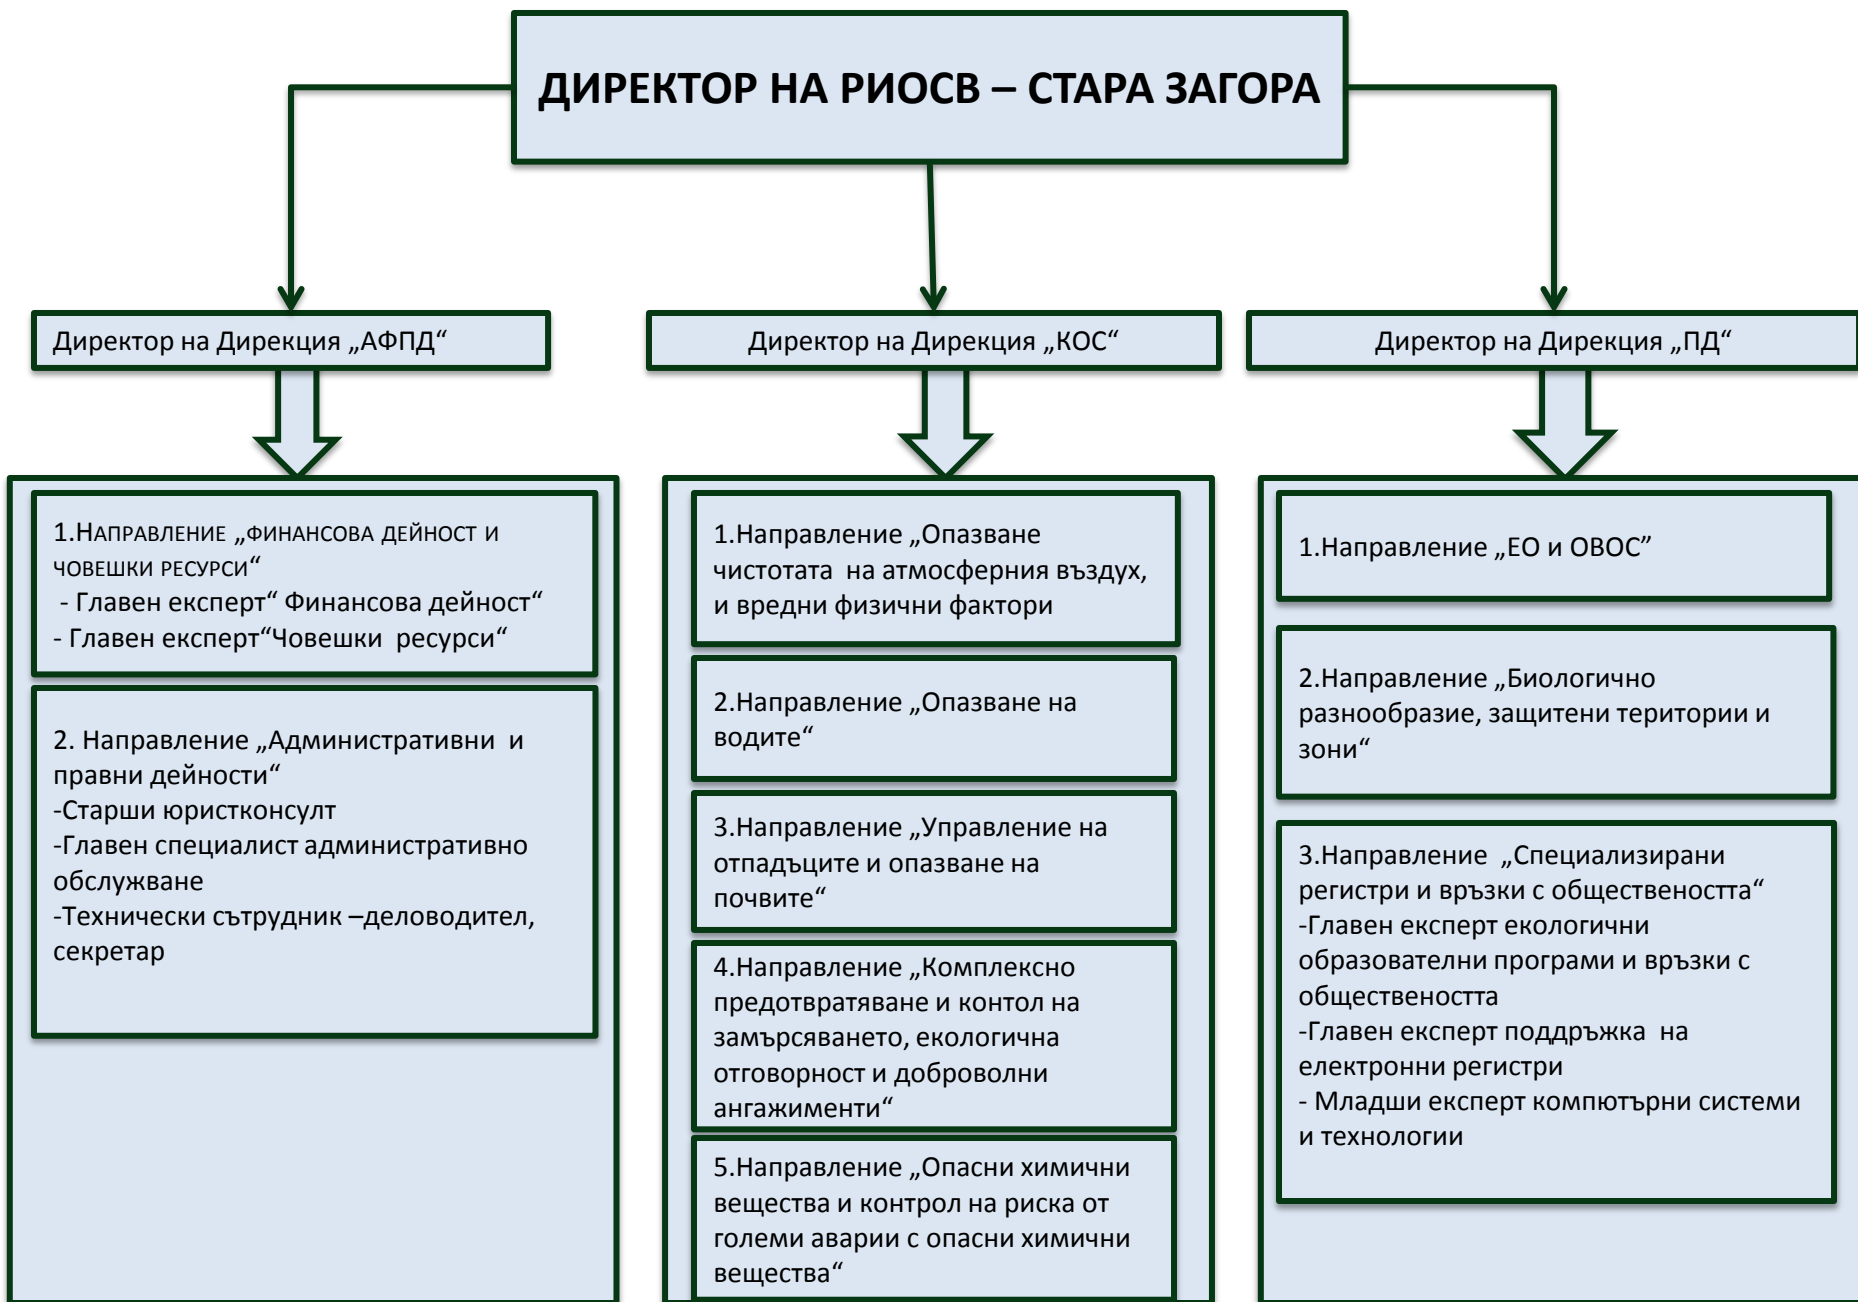 ДИРЕКТОР НА РИОСВ – СТАРА ЗАГОРА
Директор на Дирекция „АФПД“
Директор на Дирекция „КОС“
Директор на Дирекция „ПД“
1.Направление „финансова дейност и
човешки ресурси“
- Главен експерт“ Финансова дейност“
- Главен експерт“Човешки ресурси“
2. Направление „Административни и
правни дейности“
-Старши юристконсулт
-Главен специалист административно
обслужване
-Технически сътрудник –деловодител,
секретар
1.Направление „Опазване
чистотата на атмосферния въздух,
и вредни физични фактори
2.Направление „Опазване на
водите“
3.Направление „Управление на
отпадъците и опазване на
почвите“
4.Направление „Комплексно
предотвратяване и контол на
замърсяването, екологична
отговорност и доброволни
ангажименти“
5.Направление „Опасни химични
вещества и контрол на риска от
големи аварии с опасни химични
вещества“
1.Направление „ЕО и ОВОС”
2.Направление „Биологично
разнообразие, защитени територии и
зони“
3.Направление „Специализирани
регистри и връзки с обществеността“
-Главен експерт екологични
образователни програми и връзки с
обществеността
-Главен експерт поддръжка на
електронни регистри
- Младши експерт компютърни системи
и технологии